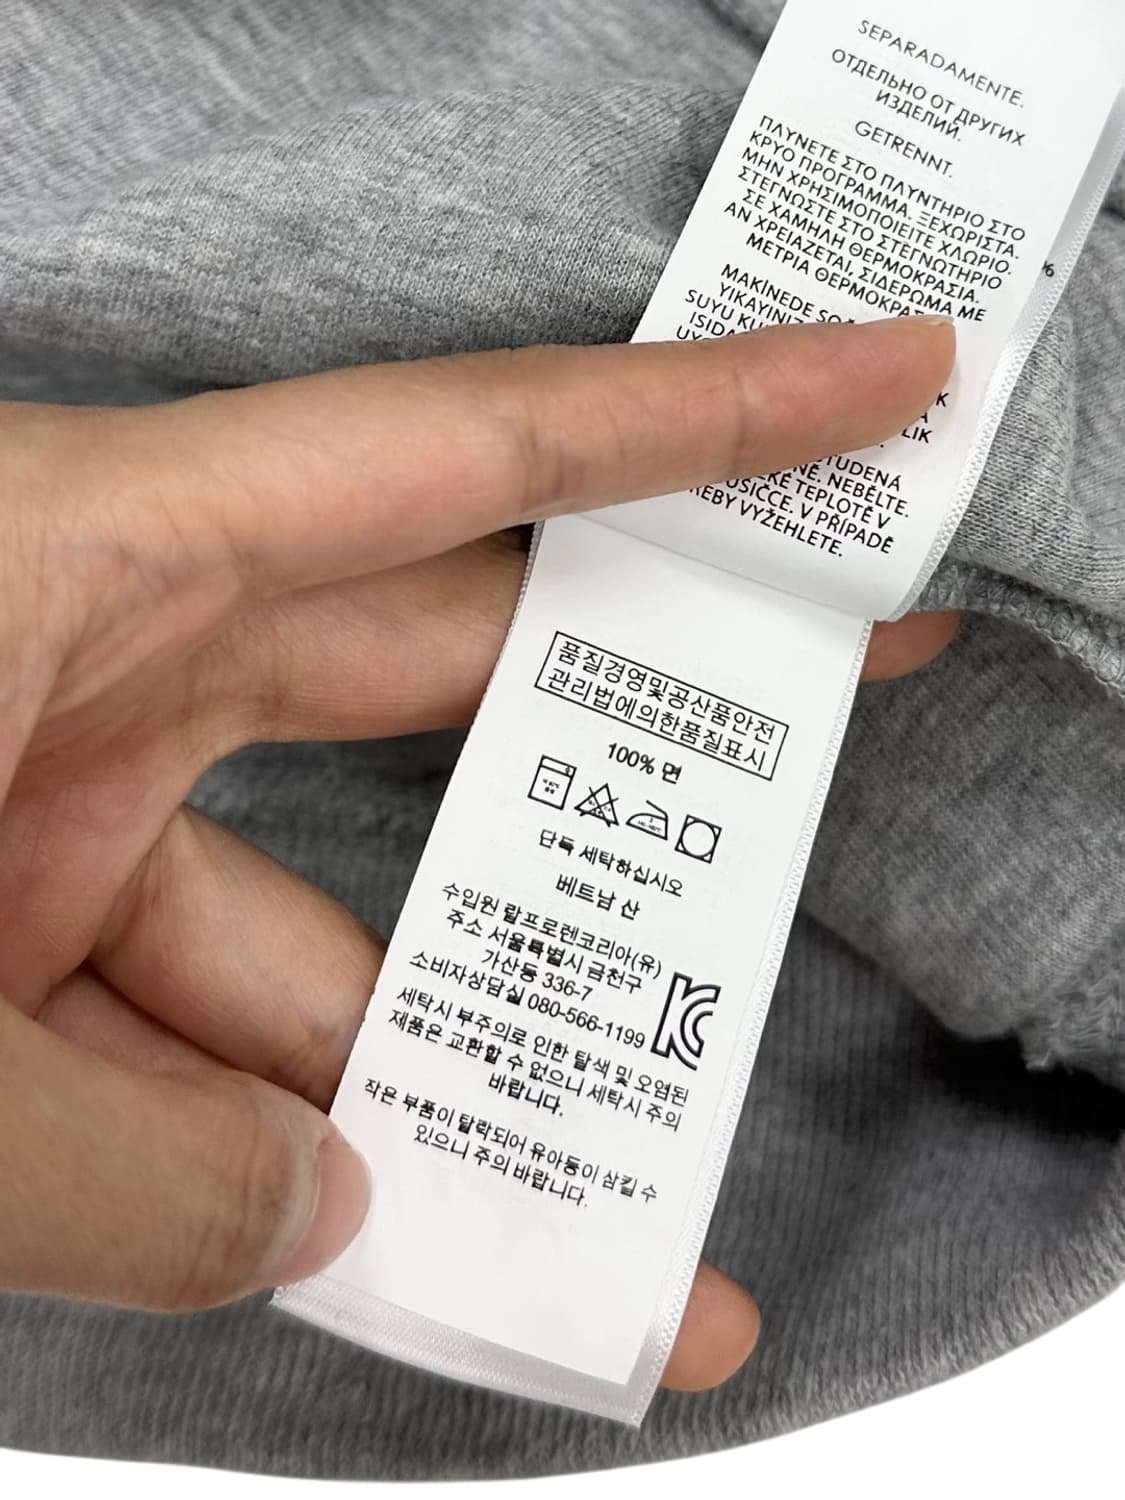 SEPARADAMENTE.
ОТДЕЛЬНО ОТ ДРУГИХ
ИЗДЕЛИЙ.
GETRENNT.
ΠΛΥΝΕΤΕ ΣΤΟ ΠΛΥΝΤΗΡΙΟ ΣΤΟ
ΚΡΥΟ ΠΡΟΓΡΑΜΜΑ. ΞΕΧΩΡΙΣΤΑ.
ΜΗΝ ΧΡΗΣΙΜΟΠΟΙΕΙΤΕ ΧΛΩΡΙΟ.
ΣΤΕΓΝΩΣΤΕ ΣΤΟ ΣΤΕΓΝΩΤΗΡΙΟ
ΣΕ ΧΑΜΗΛΗ ΘΕΡΜΟΚΡΑΣΙΑ.
ΑΝ ΧΡΕΙΑΖΕΤΑΙ, ΣΙΔΕΡΩΜΑ ΜΕ
ΜΕΤΡΙΑ
MAKİNEDE
SUYU
LIK
NEBĚLTE.
TEPLOTĚ V
V PŘÍPADĚ
VYŽEHLETE.
품질경영및공산품안전
관리법에의한품질표시
100% 면
단독 세탁하십시오
베트남 산
수입원 랄프로렌코리아(유)
주소 서울특별시 금천구
가산동 336-7
소비자상담실 080-566-1199
세탁시 부주의로 인한 탈색 및 오염된
제품은 교환할 수 없으니 세탁시 주의
바랍니다.
작은 부품이 탈락되어 유아등이 삼킬 수
있으니 주의 바랍니다.